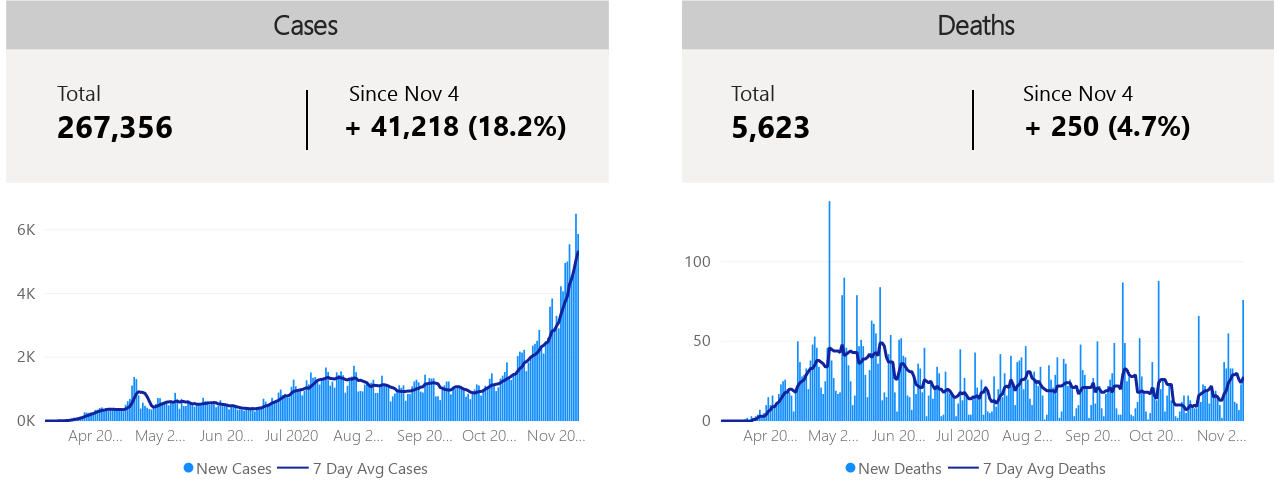 Cases
Total
267,356
Since Nov 4
+ 41,218 (18.2%)
6K
4K
2K
0K
Apr 20... May 2... Jun 20... Jul 2020 Aug 2... Sep 20... Oct 20... Nov 20...
New Cases 7 Day Avg Cases
Deaths
Total
5,623
Since Nov 4
+ 250 (4.7%)
100
50
0
Apr 20... May 2... Jun 20... Jul 2020 Aug 2... Sep 20... Oct 20... Nov 2...
New Deaths 7 Day Avg Deaths